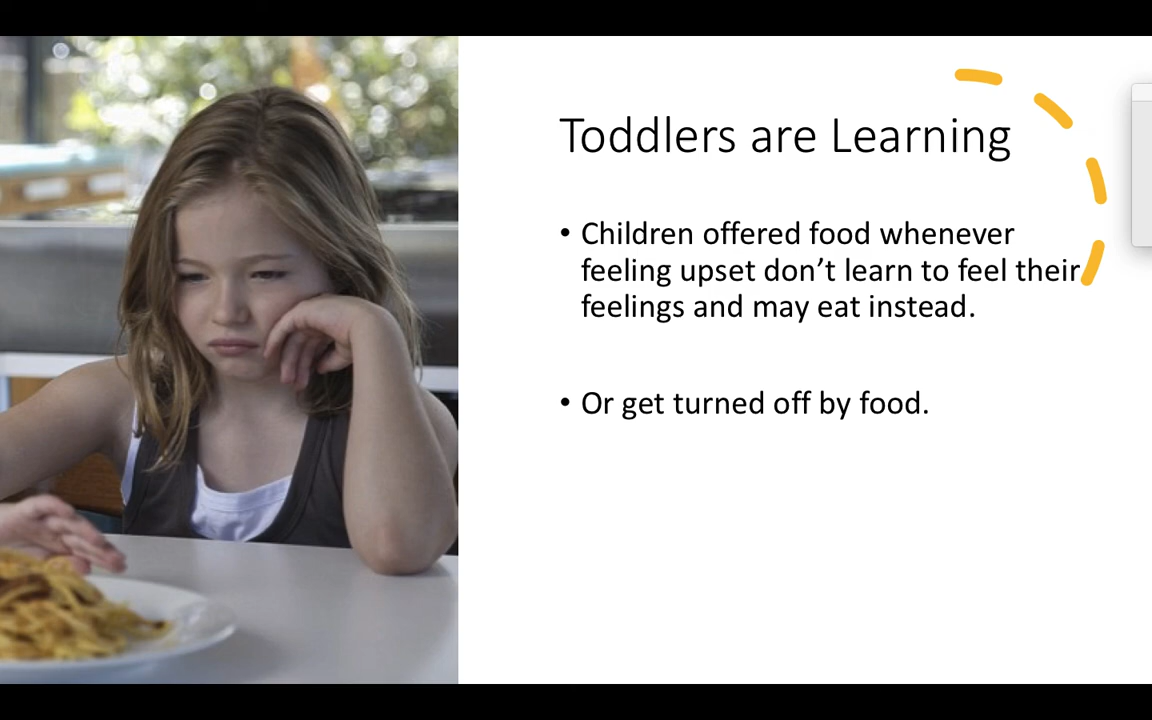 Toddlers are Learning
• Children offered food whenever
feeling upset don’t learn to feel their
feelings and may eat instead.
• Or get turned off by food.